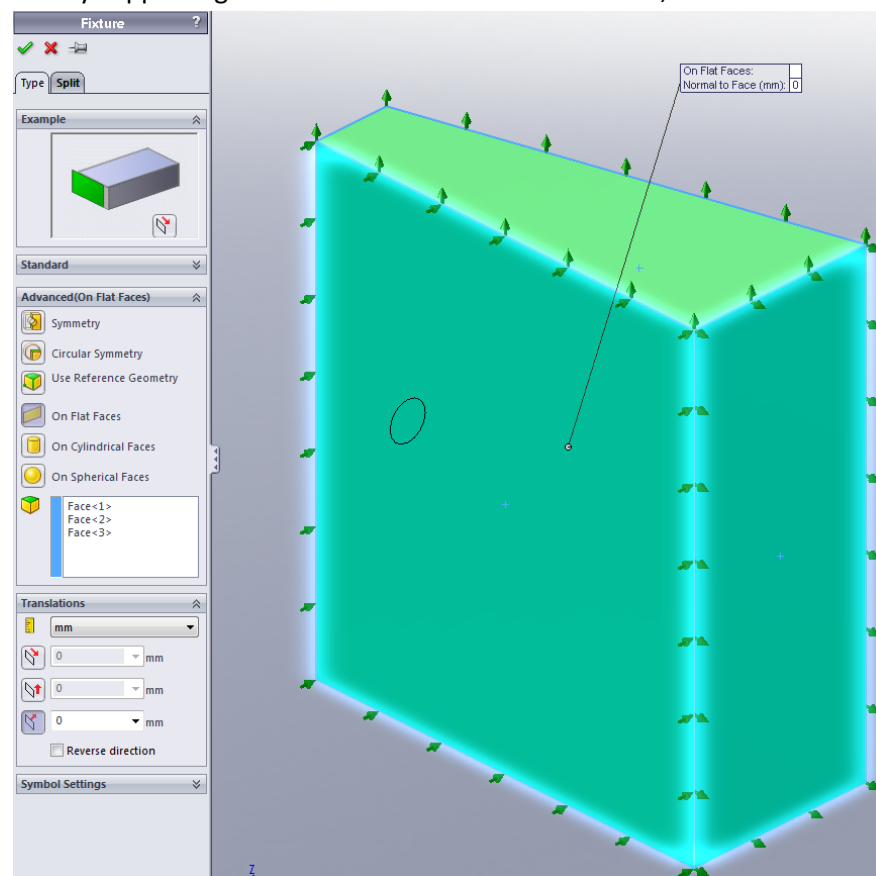 Fixture ?
Type Split
Example
Standard
Advanced(On Flat Faces)
Symmetry
Circular Symmetry
Use Reference Geometry
On Flat Faces
On Cylindrical Faces
On Spherical Faces
Face<1>
Face<2>
Face<3>
Translations
mm
0 mm
0 mm
0 mm
Reverse direction
Symbol Settings
On Flat Faces:
Normal to Face (mm): 0
Z